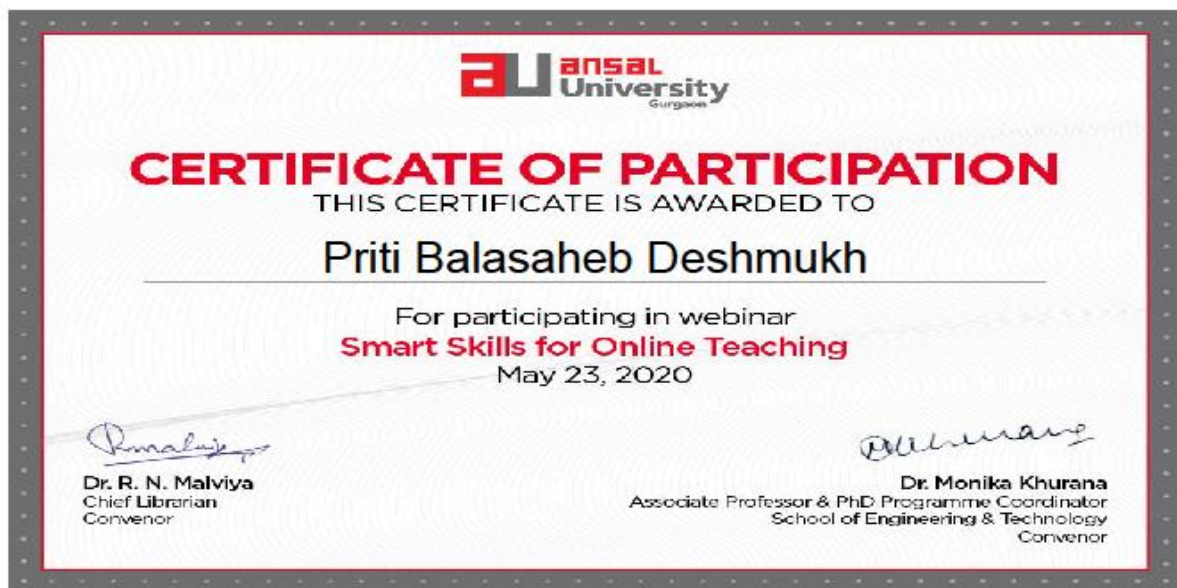 aU ansal
University
Gurgaon
CERTIFICATE OF PARTICIPATION
THIS CERTIFICATE IS AWARDED TO
Priti Balasaheb Deshmukh
For participating in webinar
Smart Skills for Online Teaching
May 23, 2020
Dr. R. N. Malviya
Chief Librarian
Convenor
Dr. Monika Khurana
Associate Professor & PhD Programme Coordinator
School of Engineering & Technology
Convenor